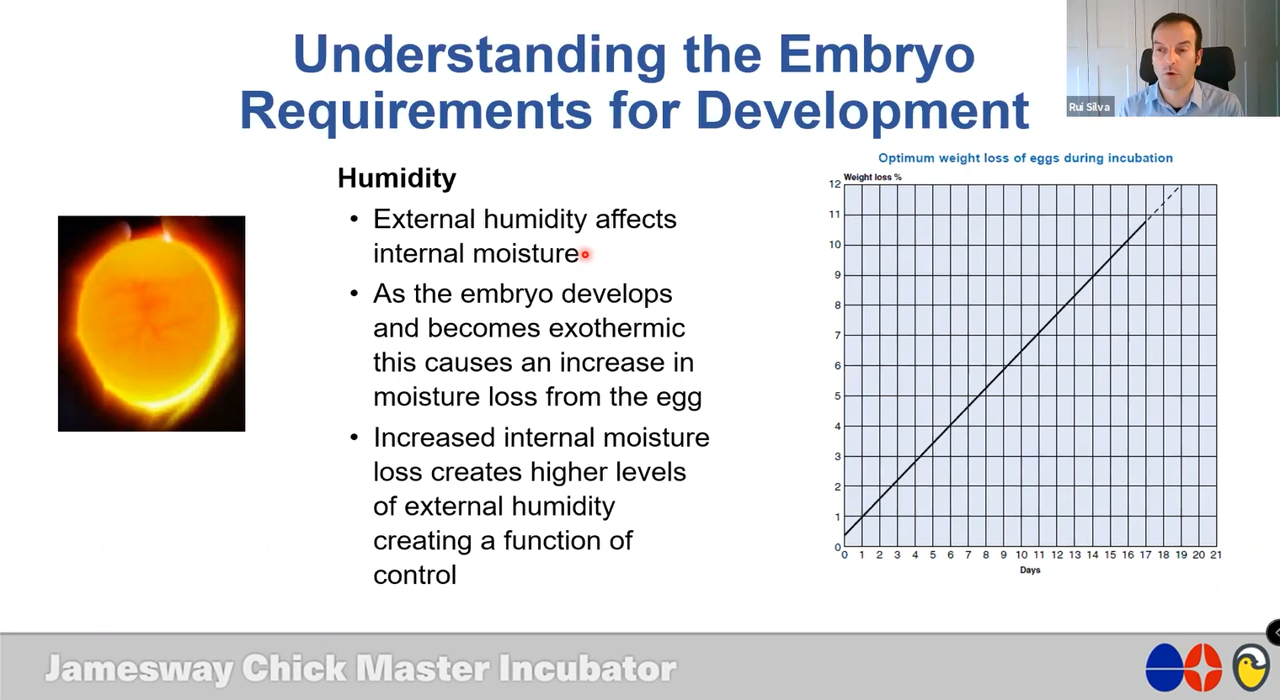 Understanding the Embryo
Requirements for Development
Rui Silva
Humidity
• External humidity affects
internal moisture
• As the embryo develops
and becomes exothermic
this causes an increase in
moisture loss from the egg
• Increased internal moisture
loss creates higher levels
of external humidity
creating a function of
control
Optimum weight loss of eggs during incubation
Weight loss %
12
11
10
9
8
7
6
5
4
3
2
1
0
0 1 2 3 4 5 6 7 8 9 10 11 12 13 14 15 16 17 18 19 20 21
Days
Jamesway Chick Master Incubator